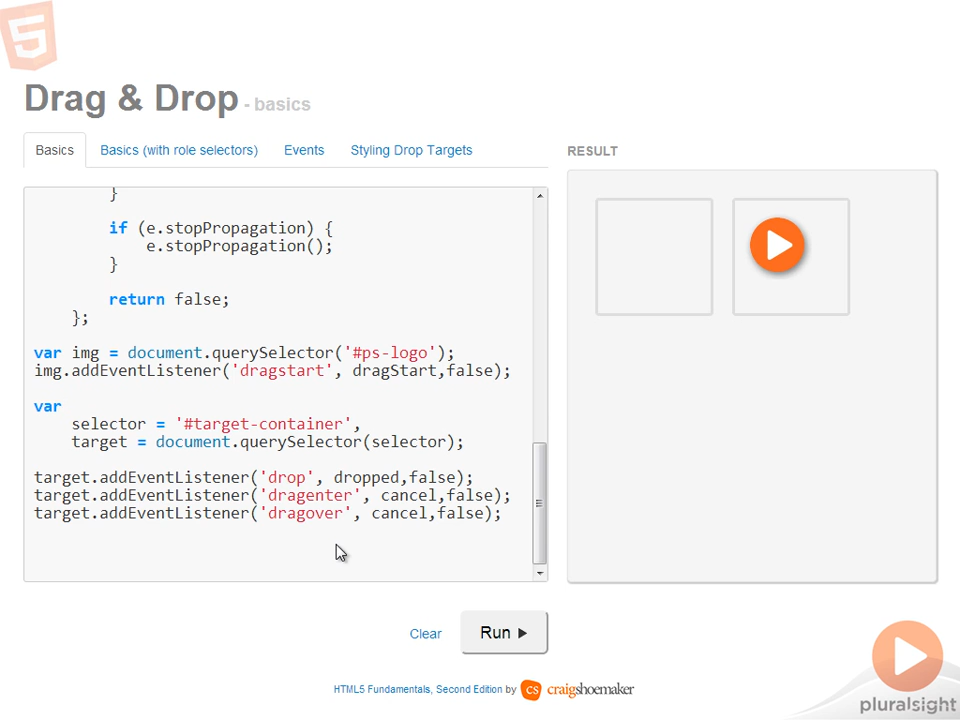 5
Drag & Drop - basics
Basics Basics (with role selectors) Events Styling Drop Targets
RESULT
}
if (e.stopPropagation) {
e.stopPropagation();
}
return false;
};
var img = document.querySelector('#ps-logo');
img.addEventListener('dragstart', dragStart,false);
var
selector = '#target-container',
target = document.querySelector(selector);
target.addEventListener('drop', dropped,false);
target.addEventListener('dragenter', cancel,false);
target.addEventListener('dragover', cancel,false);
Clear Run
HTML5 Fundamentals, Second Edition by cs craigshoemaker
pluralsight